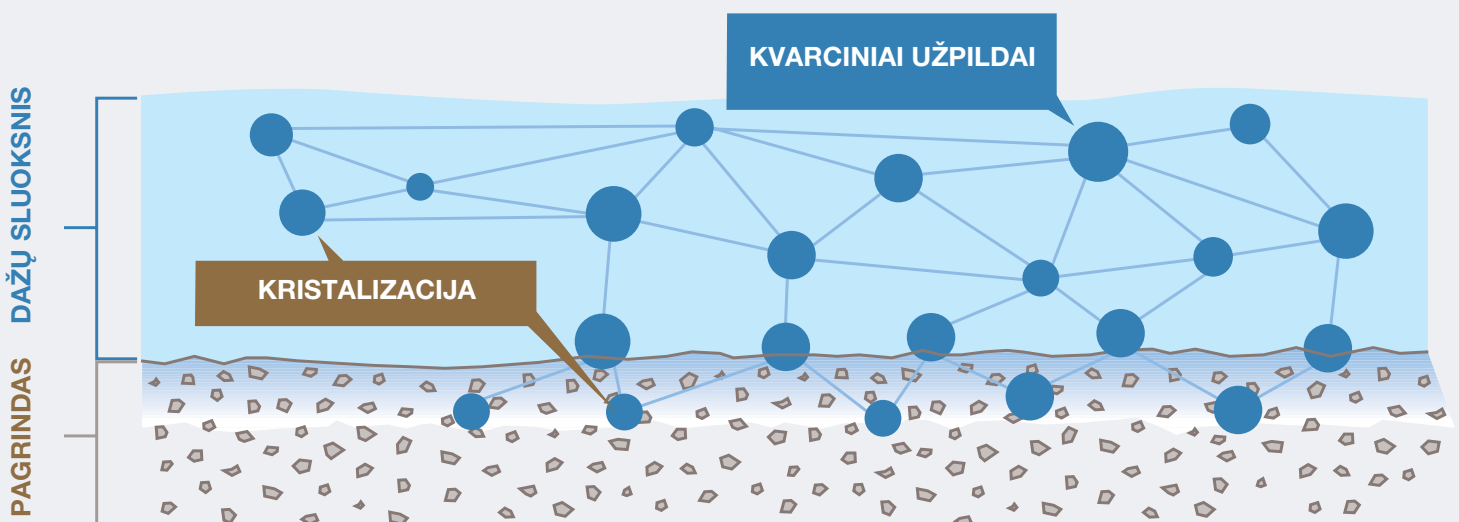 KVARCINIAI UŽPILDAI
DAŽŲ SLUOKSNIS
KRISTALIZACIJA
PAGRINDAS